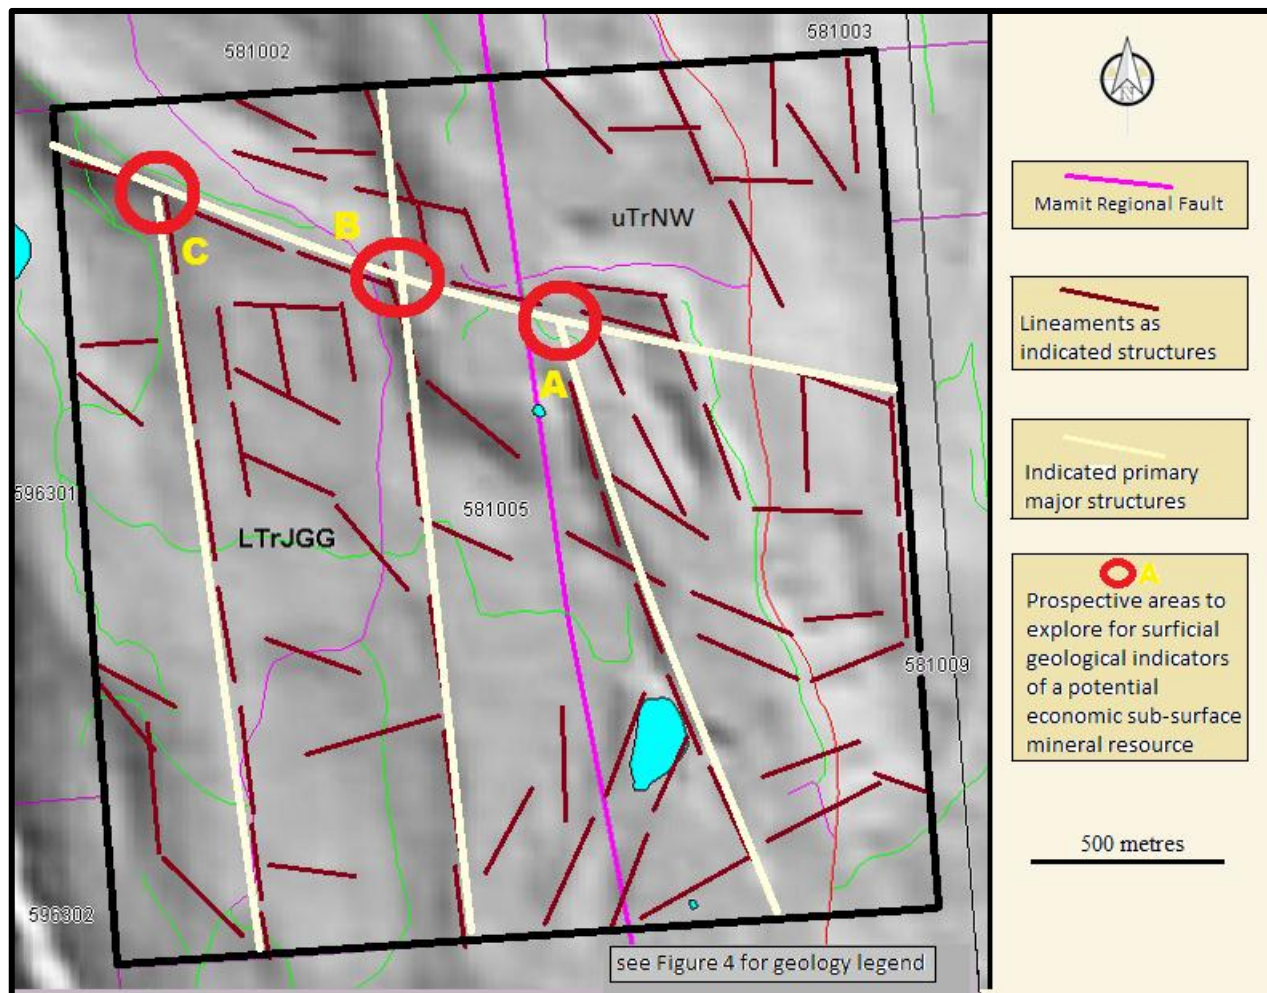 581002
581003
uTrNW
B
C
A
596301
581005
LTrJGG
581009
596302
see Figure 4 for geology legend
N
Mamit Regional Fault
Lineaments as
indicated structures
Indicated primary
major structures
A
Prospective areas to
explore for surficial
geological indicators
of a potential
economic sub-surface
mineral resource
500 metres